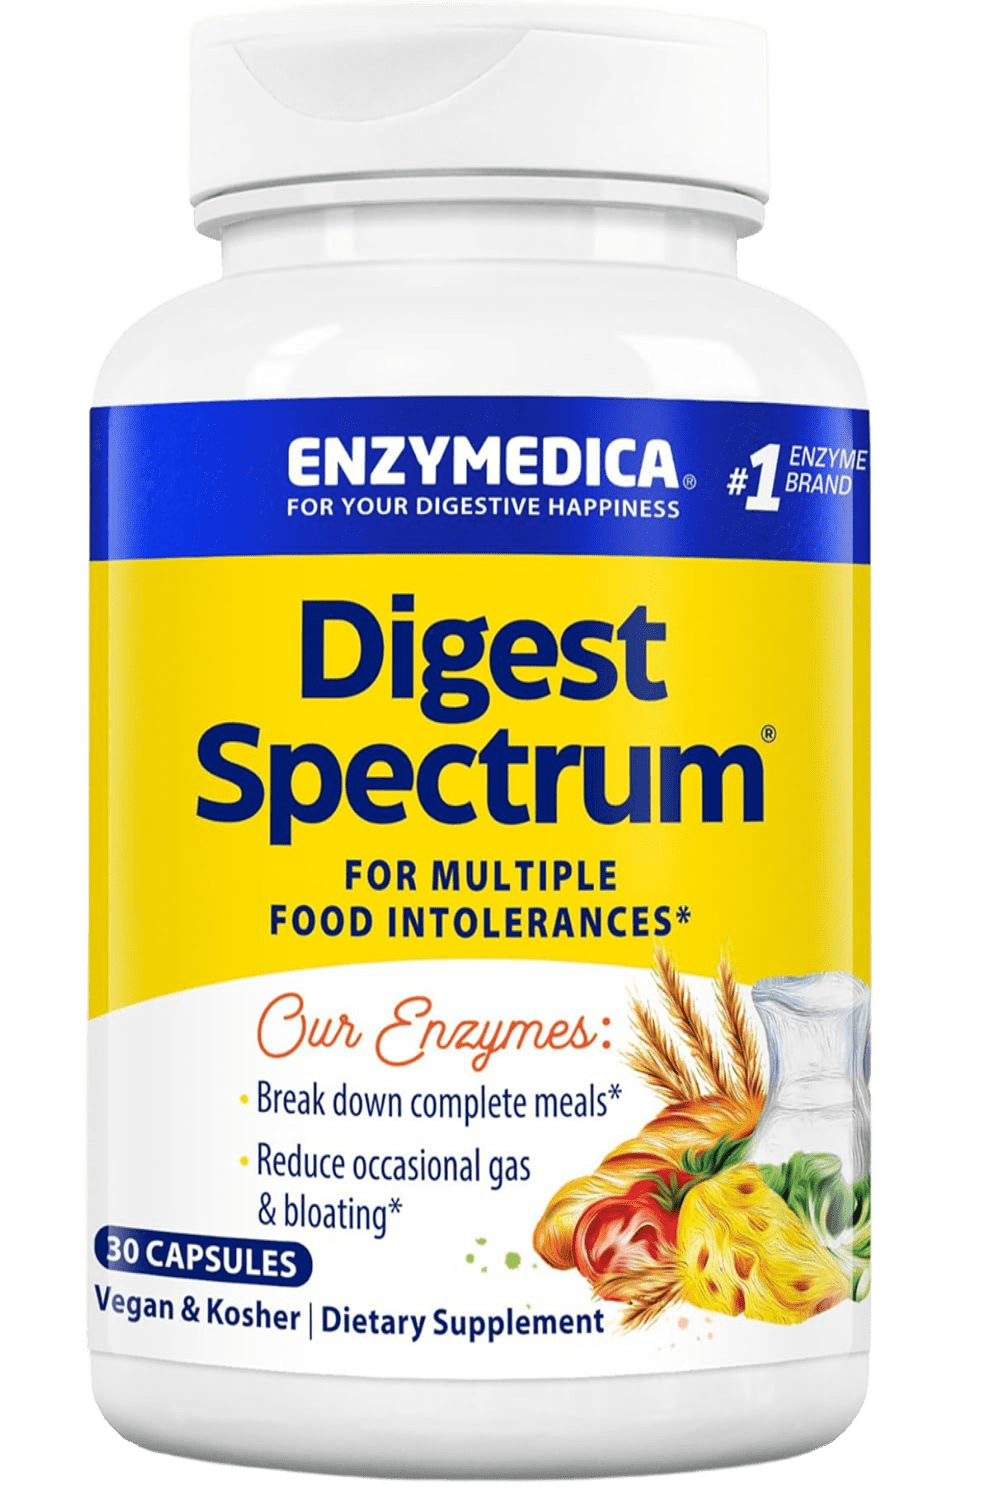 ENZYMEDICA®
FOR YOUR DIGESTIVE HAPPINESS
#1 ENZYME
BRAND
Digest
Spectrum®
FOR MULTIPLE
FOOD INTOLERANCES*
Our Enzymes:
• Break down complete meals*
• Reduce occasional gas
& bloating*
30 CAPSULES
Vegan & Kosher | Dietary Supplement